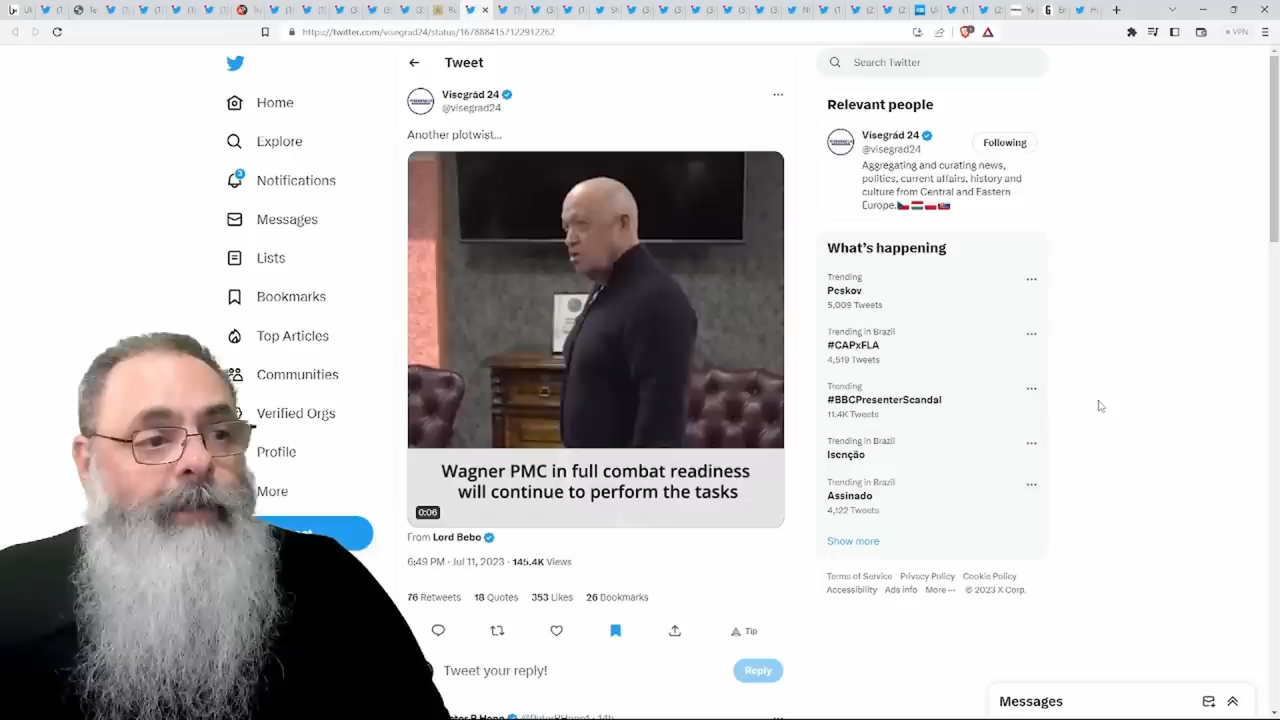 https://twitter.com/visegrad24/status/1678884157122912262
VPN
Home
Explore
3
Notifications
Messages
Lists
Bookmarks
Top Articles
Communities
Verified Orgs
Profile
More
Tweet
Visegrád 24
@visegrad24
Another plotwist...
Wagner PMC in full combat readiness
will continue to perform the tasks
0:06
From Lord Bebo
6:49 PM · Jul 11, 2023 · 145.4K Views
76 Retweets 18 Quotes 353 Likes 26 Bookmarks
Tip
Tweet your reply!
Reply
Search Twitter
Relevant people
Visegrád 24
@visegrad24
Following
Aggregating and curating news,
politics, current affairs, history and
culture from Central and Eastern
Europe.
What's happening
Trending
Peskov
5,009 Tweets
Trending in Brazil
#CAPxFLA
4,519 Tweets
Trending
#BBCPresenterScandal
11.4K Tweets
Trending in Brazil
Isenção
Trending in Brazil
Assinado
4,122 Tweets
Show more
Terms of Service Privacy Policy Cookie Policy
Accessibility Ads info More ··· © 2023 X Corp.
Messages